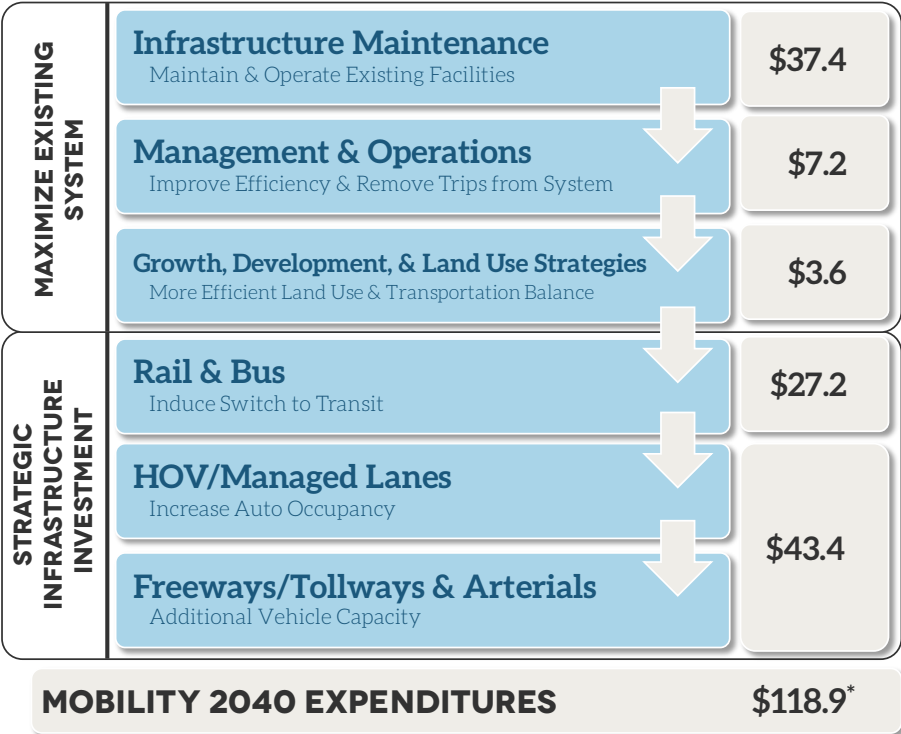 MAXIMIZE EXISTING
SYSTEM
Infrastructure Maintenance
Maintain & Operate Existing Facilities
$37.4
Management & Operations
Improve Efficiency & Remove Trips from System
$7.2
Growth, Development, & Land Use Strategies
More Efficient Land Use & Transportation Balance
$3.6
STRATEGIC
INFRASTRUCTURE
INVESTMENT
Rail & Bus
Induce Switch to Transit
$27.2
HOV/Managed Lanes
Increase Auto Occupancy
$43.4
Freeways/Tollways & Arterials
Additional Vehicle Capacity
MOBILITY 2040 EXPENDITURES $118.9*